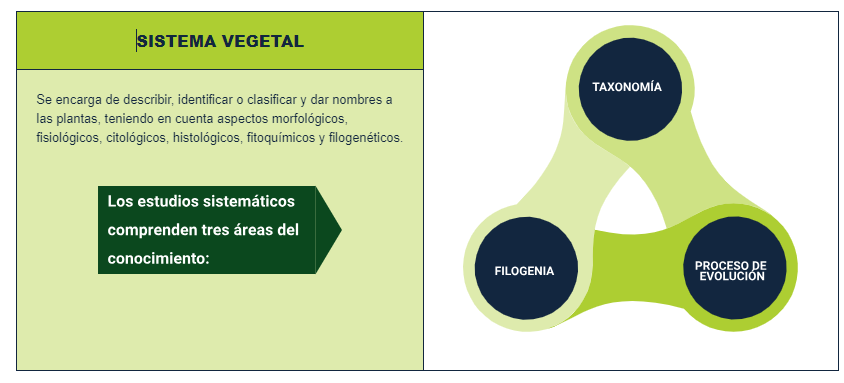 SISTEMA VEGETAL
Se encarga de describir, identificar o clasificar y dar nombres a
las plantas, teniendo en cuenta aspectos morfológicos,
fisiológicos, citológicos, histológicos, fitoquímicos y filogenéticos.
Los estudios sistemáticos
comprenden tres áreas del
conocimiento:
TAXONOMÍA
FILOGENIA
PROCESO DE
EVOLUCIÓN